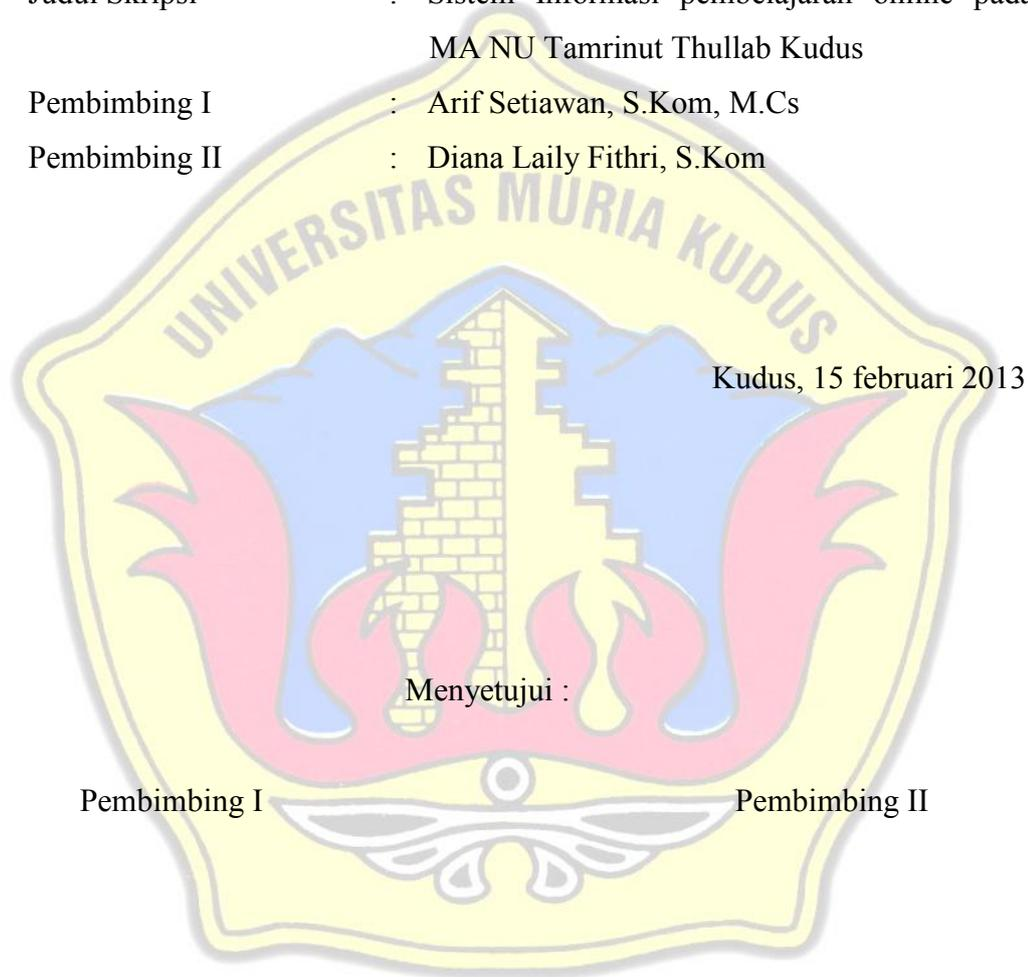 Judul Skripsi : Sistem Informasi pembelajaran online pada
MA NU Tamrinut Thullab Kudus
Pembimbing I : Arif Setiawan, S.Kom, M.Cs
Pembimbing II : Diana Laily Fithri, S.Kom
UNIVERSITAS MURIA KUDUS
Kudus, 15 februari 2013
Menyetujui :
Pembimbing I Pembimbing II